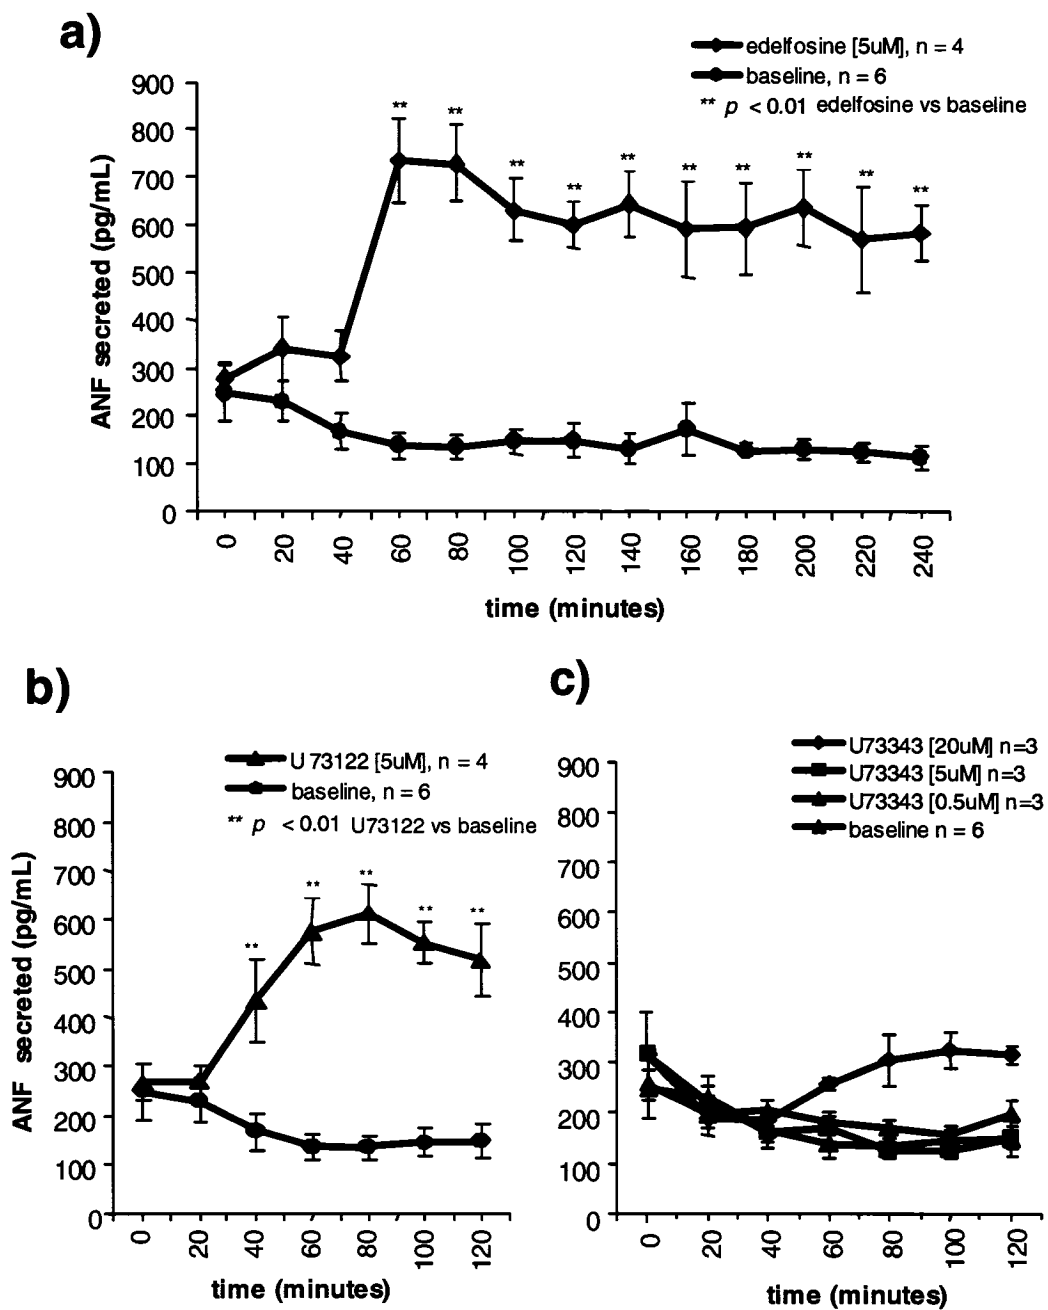 a)
edelfosine [5uM], n = 4
baseline, n = 6
** p < 0.01 edelfosine vs baseline
ANF secreted (pg/mL)
900
800
700
600
500
400
300
200
100
0
** ** ** ** ** ** ** ** ** **
0 20 40 60 80 100 120 140 160 180 200 220 240
time (minutes)
b)
U73122 [5uM], n = 4
baseline, n = 6
** p < 0.01 U73122 vs baseline
ANF secreted (pg/mL)
900
800
700
600
500
400
300
200
100
0
** ** ** ** **
0 20 40 60 80 100 120
time (minutes)
c)
U73343 [20uM] n=3
U73343 [5uM] n=3
U73343 [0.5uM] n=3
baseline n = 6
900
800
700
600
500
400
300
200
100
0
0 20 40 60 80 100 120
time (minutes)